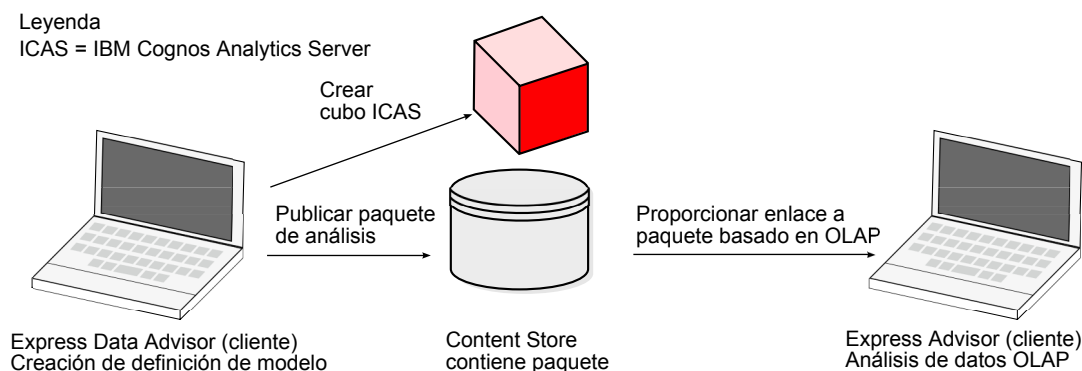 Leyenda
ICAS = IBM Cognos Analytics Server
Crear
cubo ICAS
Publicar paquete
de análisis
Proporcionar enlace a
paquete basado en OLAP
Express Data Advisor (cliente)
Creación de definición de modelo
Content Store
contiene paquete
Express Advisor (cliente)
Análisis de datos OLAP